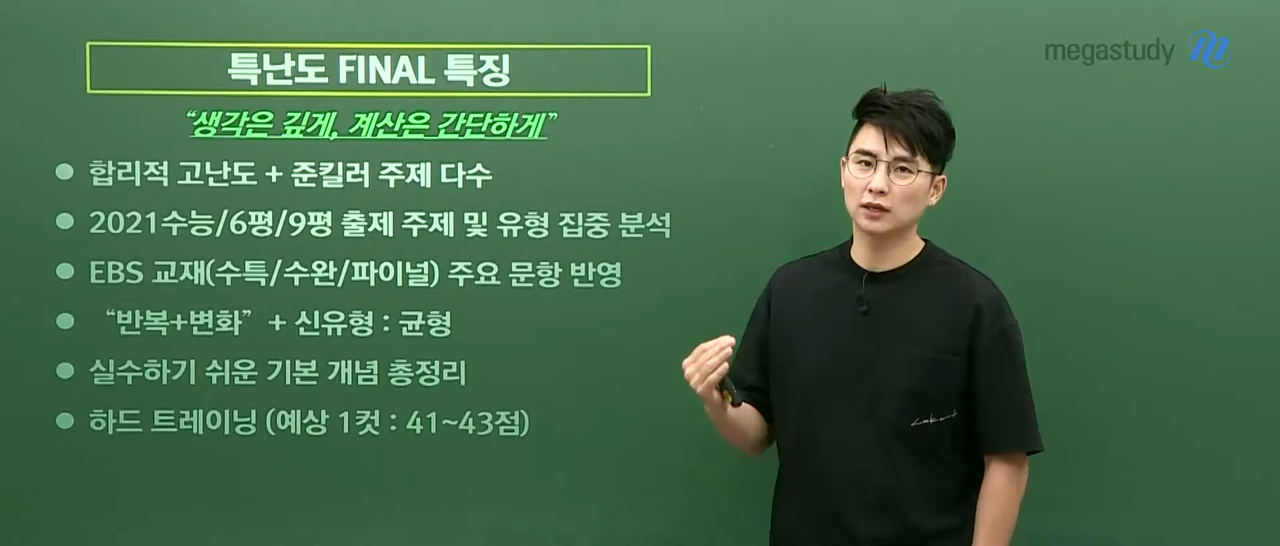 megastudy
특난도 FINAL 특징
“생각은 깊게, 계산은 간단하게”
● 합리적 고난도 + 준킬러 주제 다수
● 2021수능/6평/9평 출제 주제 및 유형 집중 분석
● EBS 교재(수특/수완/파이널) 주요 문항 반영
● “반복+변화” + 신유형 : 균형
● 실수하기 쉬운 기본 개념 총정리
● 하드 트레이닝 (예상 1컷 : 41~43점)